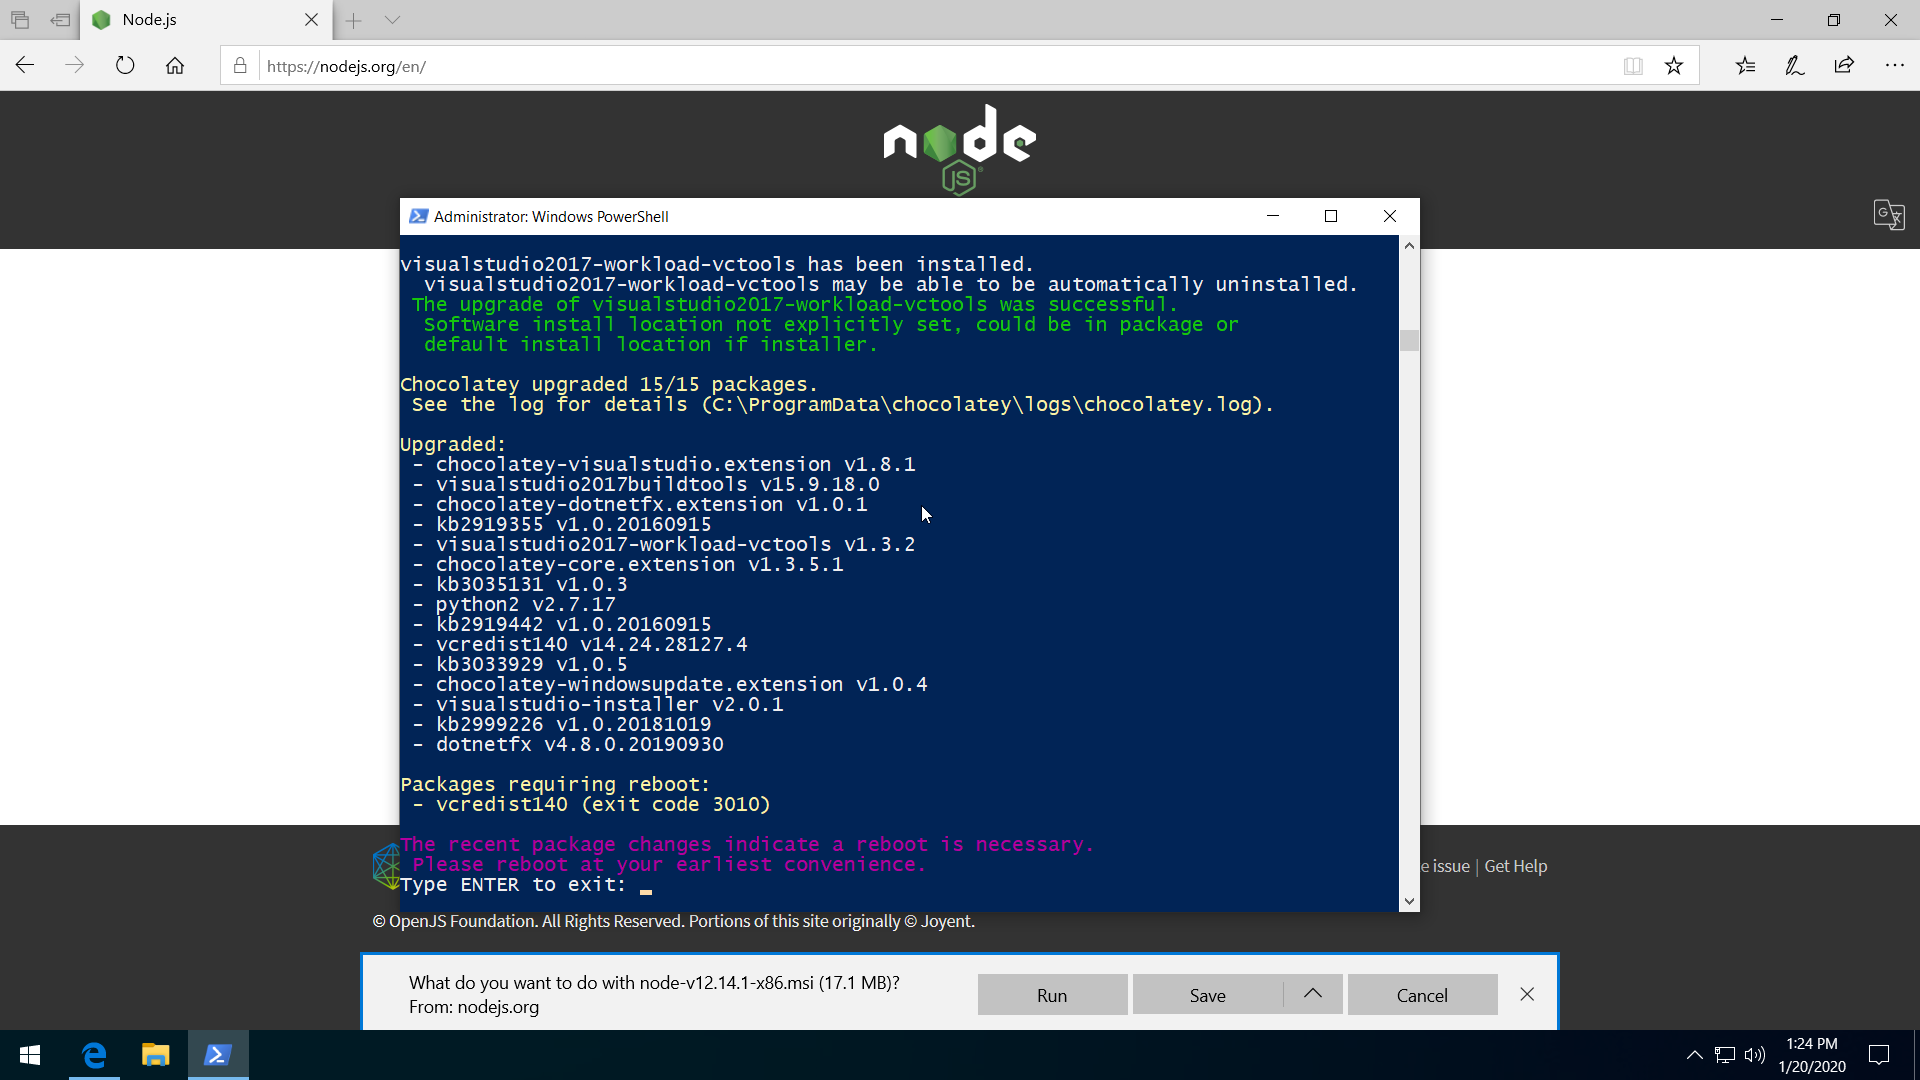 Node.js
https://nodejs.org/en/
node
JS
Administrator: Windows PowerShell
visualstudio2017-workload-vctools has been installed.
visualstudio2017-workload-vctools may be able to be automatically uninstalled.
The upgrade of visualstudio2017-workload-vctools was successful.
Software install location not explicitly set, could be in package or
default install location if installer.
Chocolatey upgraded 15/15 packages.
See the log for details (C:\ProgramData\chocolatey\logs\chocolatey.log).
Upgraded:
- chocolatey-visualstudio.extension v1.8.1
- visualstudio2017buildtools v15.9.18.0
- chocolatey-dotnetfx.extension v1.0.1
- kb2919355 v1.0.20160915
- visualstudio2017-workload-vctools v1.3.2
- chocolatey-core.extension v1.3.5.1
- kb3035131 v1.0.3
- python2 v2.7.17
- kb2919442 v1.0.20160915
- vcredist140 v14.24.28127.4
- kb3033929 v1.0.5
- chocolatey-windowsupdate.extension v1.0.4
- visualstudio-installer v2.0.1
- kb2999226 v1.0.20181019
- dotnetfx v4.8.0.20190930
Packages requiring reboot:
- vcredist140 (exit code 3010)
The recent package changes indicate a reboot is necessary.
Please reboot at your earliest convenience.
Type ENTER to exit: _
e issue | Get Help
© OpenJS Foundation. All Rights Reserved. Portions of this site originally © Joyent.
What do you want to do with node-v12.14.1-x86.msi (17.1 MB)?
From: nodejs.org
Run
Save
Cancel
1:24 PM
1/20/2020